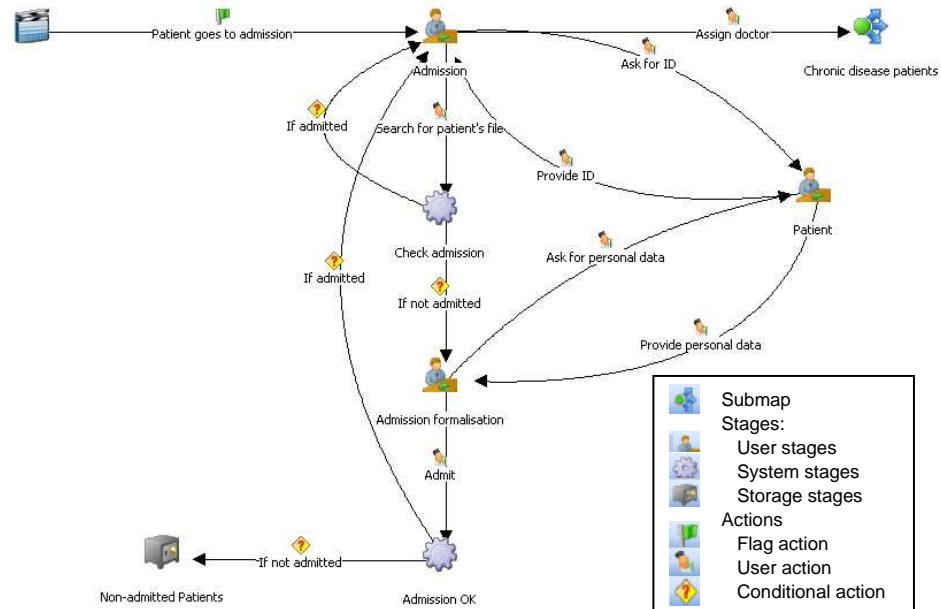 Patient goes to admission
Assign doctor
Ask for ID
Admission
Chronic disease patients
If admitted
Search for patient's file
Provide ID
Patient
Check admission
Ask for personal data
If admitted
If not admitted
Provide personal data
Admission formalisation
Admit
If not admitted
Non-admitted Patients
Admission OK
Submap
Stages:
User stages
System stages
Storage stages
Actions
Flag action
User action
Conditional action